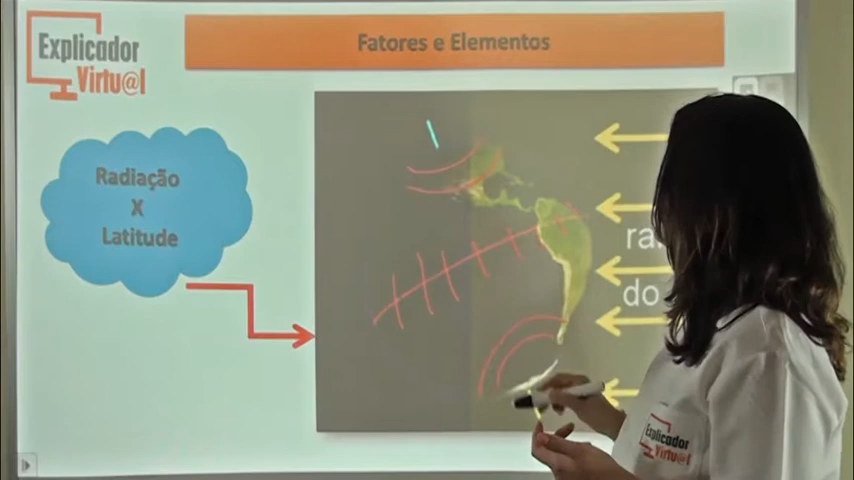 Explicador
Virtu@l
Fatores e Elementos
Radiação
X
Latitude
do
Explicador
Virtu@l